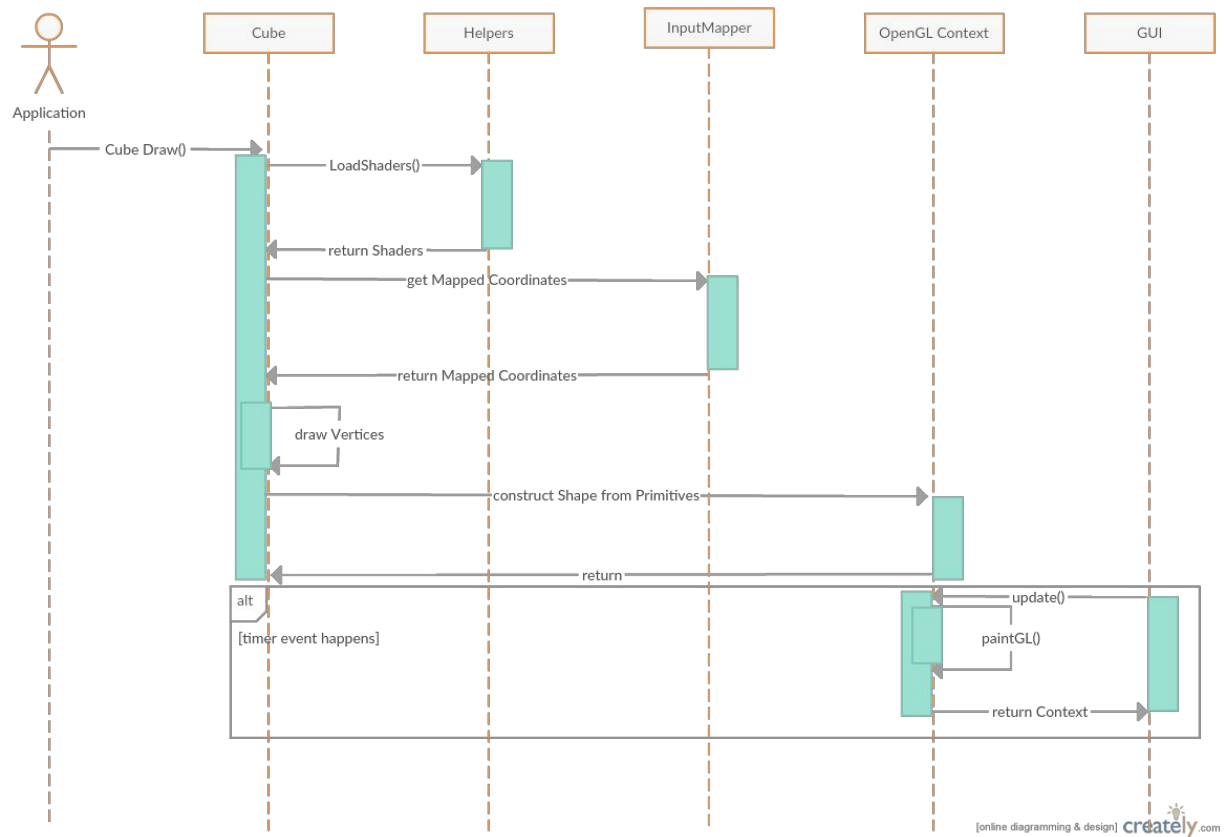 Cube
Helpers
InputMapper
OpenGL Context
GUI
Application
Cube Draw()
LoadShaders()
return Shaders
get Mapped Coordinates
return Mapped Coordinates
draw Vertices
construct Shape from Primitives
return
alt
update()
[timer event happens]
paintGL()
return Context
[online diagramming & design] creately.com